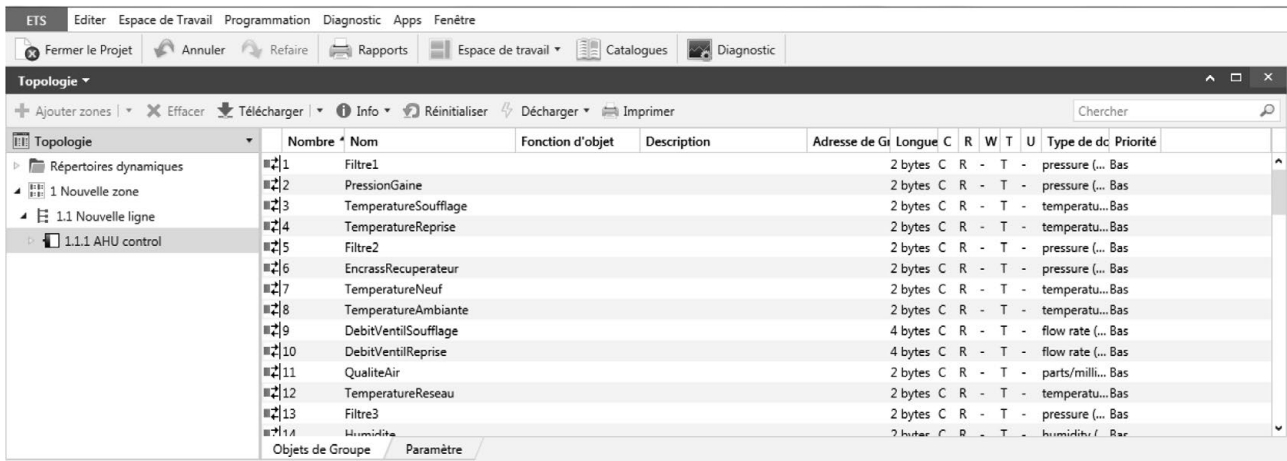 ETS Editer Espace de Travail Programmation Diagnostic Apps Fenêtre
Fermer le Projet Annuler Refaire Rapports Espace de travail Catalogues Diagnostic
Topologie
Ajouter zones Effacer Télécharger Info Réinitialiser Décharger Imprimer Chercher
Topologie Nombre Nom Fonction d'objet Description Adresse de Gr Longue C R W T U Type de dc Priorité
Répertoires dynamiques 1 Filtre1 2 bytes C R - T - pressure (... Bas
1 Nouvelle zone 2 PressionGaine 2 bytes C R - T - pressure (... Bas
1.1 Nouvelle ligne 3 TemperatureSoufflage 2 bytes C R - T - temperatu... Bas
1.1.1 AHU control 4 TemperatureReprise 2 bytes C R - T - temperatu... Bas
5 Filtre2 2 bytes C R - T - pressure (... Bas
6 EncrassRecuperateur 2 bytes C R - T - pressure (... Bas
7 TemperatureNeuf 2 bytes C R - T - temperatu... Bas
8 TemperatureAmbiante 2 bytes C R - T - temperatu... Bas
9 DebitVentilSoufflage 4 bytes C R - T - flow rate (... Bas
10 DebitVentilReprise 4 bytes C R - T - flow rate (... Bas
11 QualiteAir 2 bytes C R - T - parts/milli... Bas
12 TemperatureReseau 2 bytes C R - T - temperatu... Bas
13 Filtre3 2 bytes C R - T - pressure (... Bas
14 Humidite 2 bytes C R - T - humidity ( Bas
Objets de Groupe Paramètre